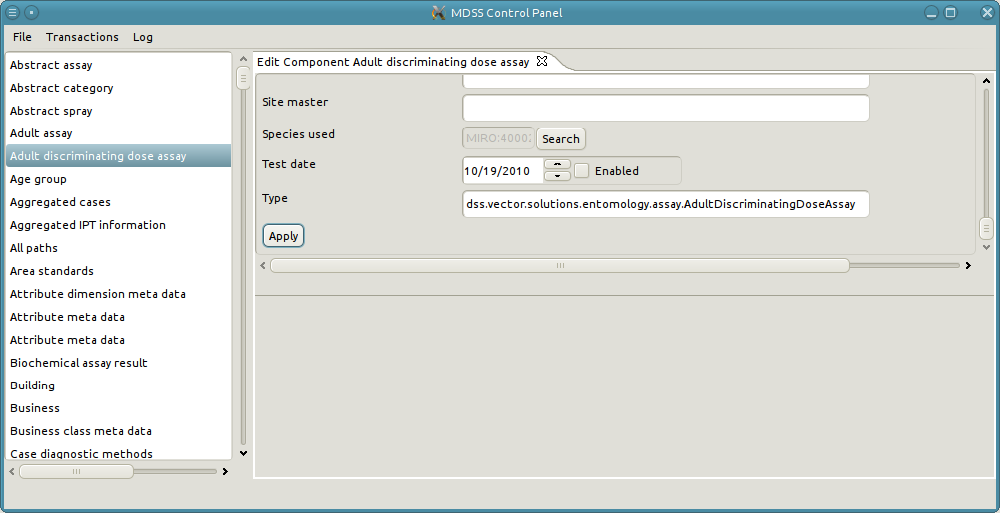 MDSS Control Panel
File Transactions Log
Abstract assay
Abstract category
Abstract spray
Adult assay
Adult discriminating dose assay
Age group
Aggregated cases
Aggregated IPT information
All paths
Area standards
Attribute dimension meta data
Attribute meta data
Attribute meta data
Biochemical assay result
Building
Business
Business class meta data
Case diagnostic methods
Edit Component Adult discriminating dose assay
Site master
Species used Search
Test date 10/19/2010 Enabled
Type dss.vector.solutions.entomology.assay.AdultDiscriminatingDoseAssay
Apply